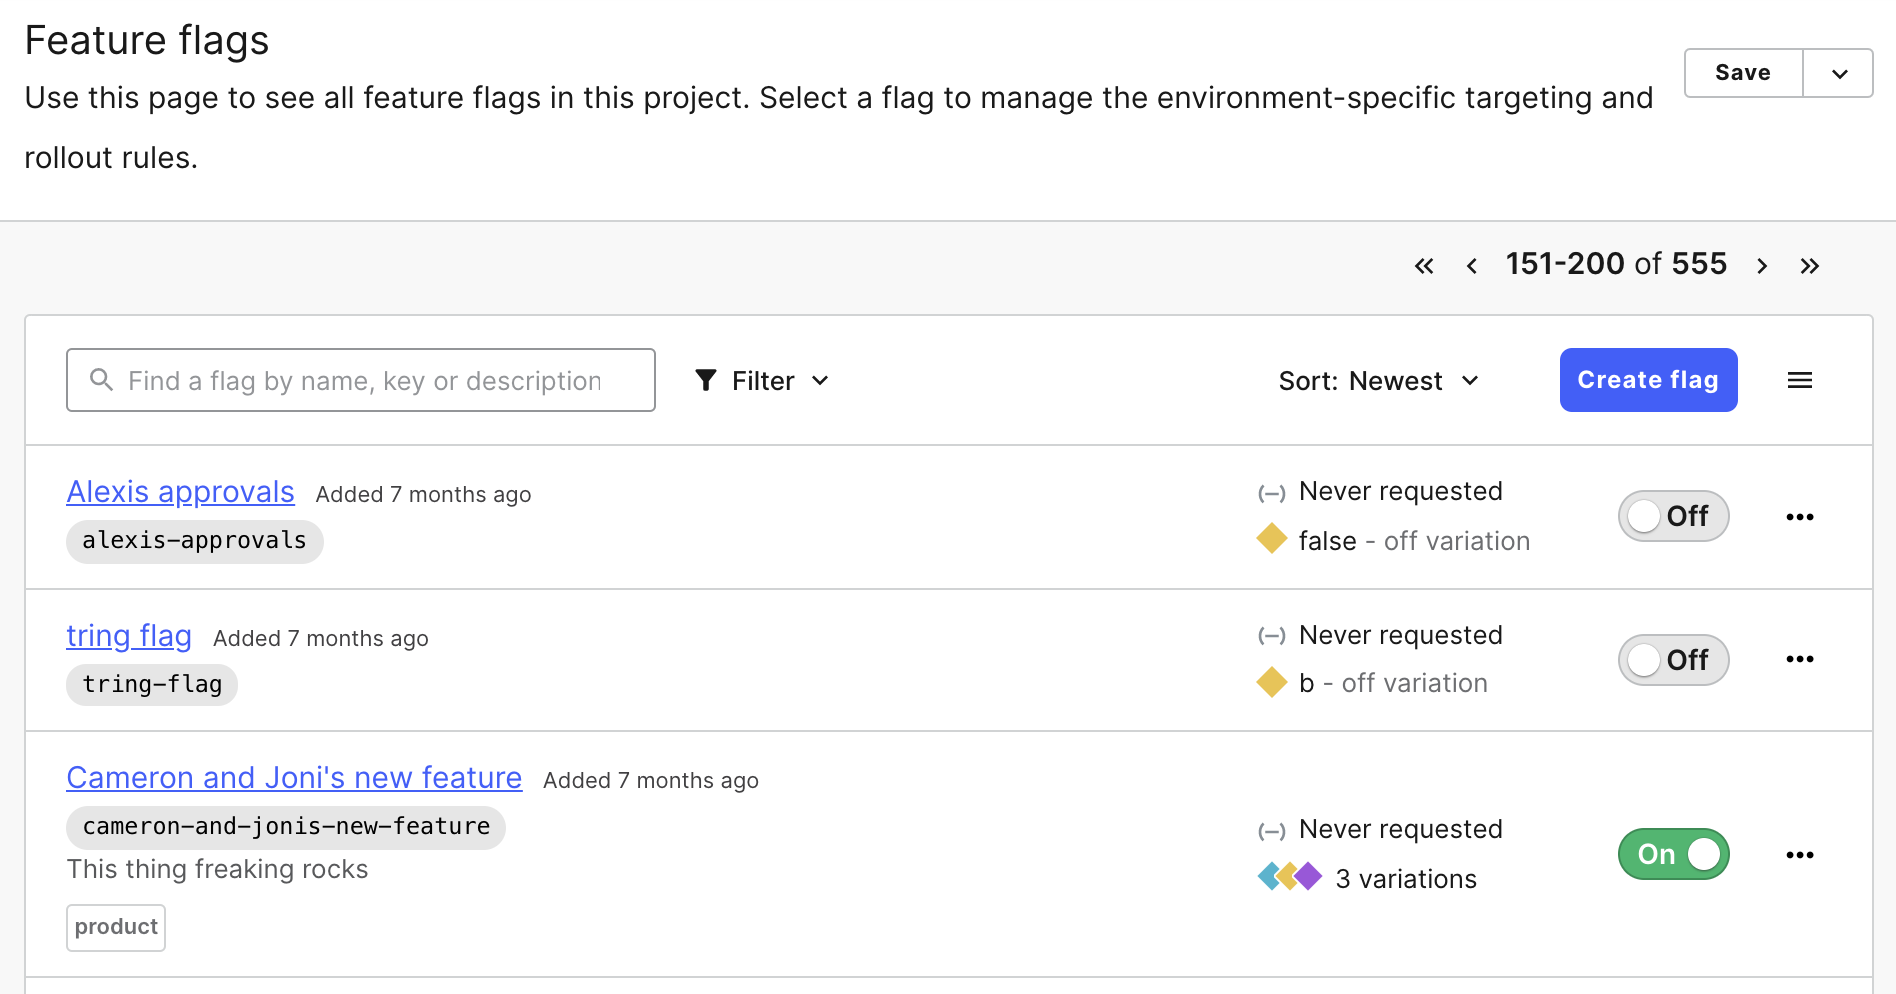 Feature flags
Use this page to see all feature flags in this project. Select a flag to manage the environment-specific targeting and
rollout rules.
Save
151-200 of 555
Find a flag by name, key or description
Filter
Sort: Newest
Create flag
Alexis approvals Added 7 months ago
alexis-approvals
Never requested
false - off variation
Off
tring flag Added 7 months ago
tring-flag
Never requested
b - off variation
Off
Cameron and Joni's new feature Added 7 months ago
cameron-and-jonis-new-feature
This thing freaking rocks
product
Never requested
3 variations
On